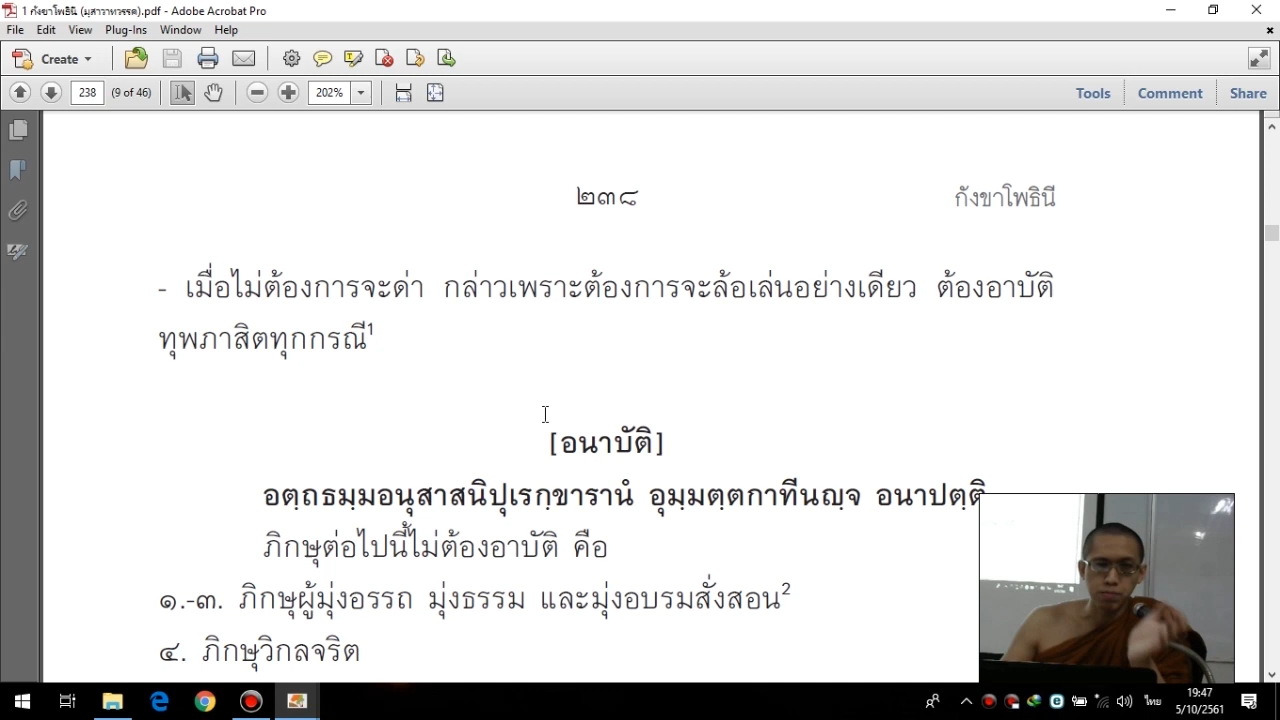 1 กังขาโพธินี (มุสาวาทวรรค).pdf - Adobe Acrobat Pro
File Edit View Plug-Ins Window Help
Create
238 (9 of 46) 202% Tools Comment Share
๒๓๘ กังขาโพธินี
- เมื่อไม่ต้องการจะด่า กล่าวเพราะต้องการจะล้อเล่นอย่างเดียว ต้องอาบัติ
ทุพภาสิตทุกกรณี¹
[อนาบัติ]
อตฺถธมฺมอนุสาสนิปุเรกฺขารานํ อุมฺมตฺตกาทีนญฺจ อนาปตฺติ
ภิกษุต่อไปนี้ไม่ต้องอาบัติ คือ
๑.-๓. ภิกษุผู้มุ่งอรรถ มุ่งธรรม และมุ่งอบรมสั่งสอน²
๔. ภิกษุวิกลจริต
ไทย 19:47
5/10/2561